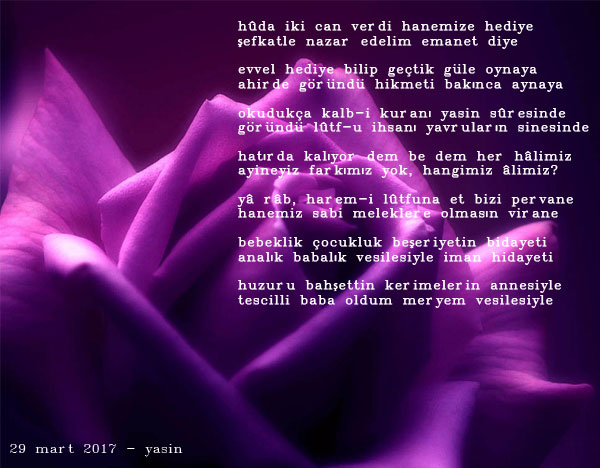 hûda iki can verdi hanemize hediye
şefkatle nazar edelim emanet diye
evvel hediye bilip geçtik güle oynaya
ahirde göründü hikmeti bakınca aynaya
okudukça kalb-i kuranı yasin sûresinde
göründü lûtf-u ihsanı yavruların sinesinde
hatırda kalıyor dem be dem her hâlimiz
ayineyiz farkımız yok, hangimiz âlimiz?
yâ râb, harem-i lûtfuna et bizi pervane
hanemiz sabi meleklere olmasın virane
bebeklik çocukluk beşeriyetin bidayeti
analık babalık vesilesiyle iman hidayeti
huzuru bahşettin kerimelerin annesiyle
tescilli baba oldum meryem vesilesiyle
29 mart 2017 - yasin